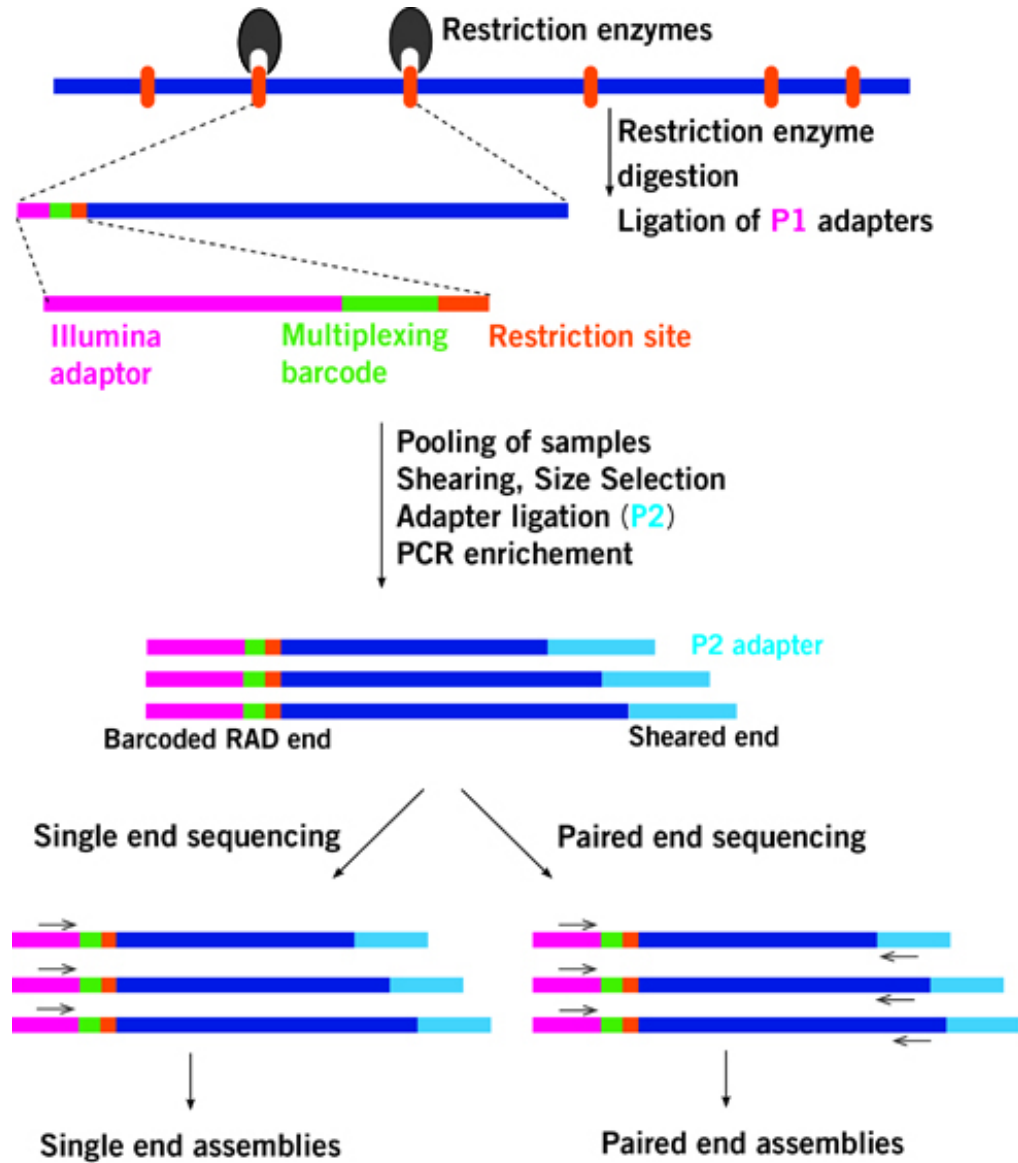 Restriction enzymes
Restriction enzyme
digestion
Ligation of P1 adapters
Illumina
adaptor
Multiplexing
barcode
Restriction site
Pooling of samples
Shearing, Size Selection
Adapter ligation (P2)
PCR enrichement
P2 adapter
Barcoded RAD end
Sheared end
Single end sequencing
Paired end sequencing
Single end assemblies
Paired end assemblies